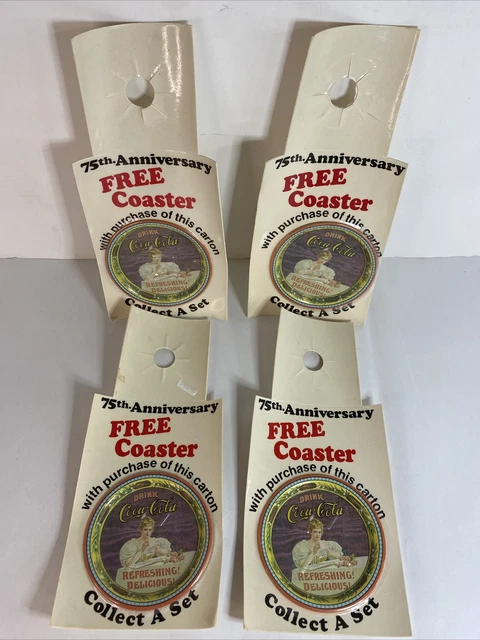 75th. Anniversary
FREE
Coaster
with purchase of this carton
DRINK
Coca-Cola
REFRESHING!
DELICIOUS!
Collect A Set
75th. Anniversary
FREE
Coaster
with purchase of this carton
DRINK
Coca-Cola
REFRESHING!
DELICIOUS!
Collect A Set
75th. Anniversary
FREE
Coaster
with purchase of this carton
DRINK
Coca-Cola
REFRESHING!
DELICIOUS!
Collect A Set
75th. Anniversary
FREE
Coaster
with purchase of this carton
DRINK
Coca-Cola
REFRESHING!
DELICIOUS!
Collect A Set